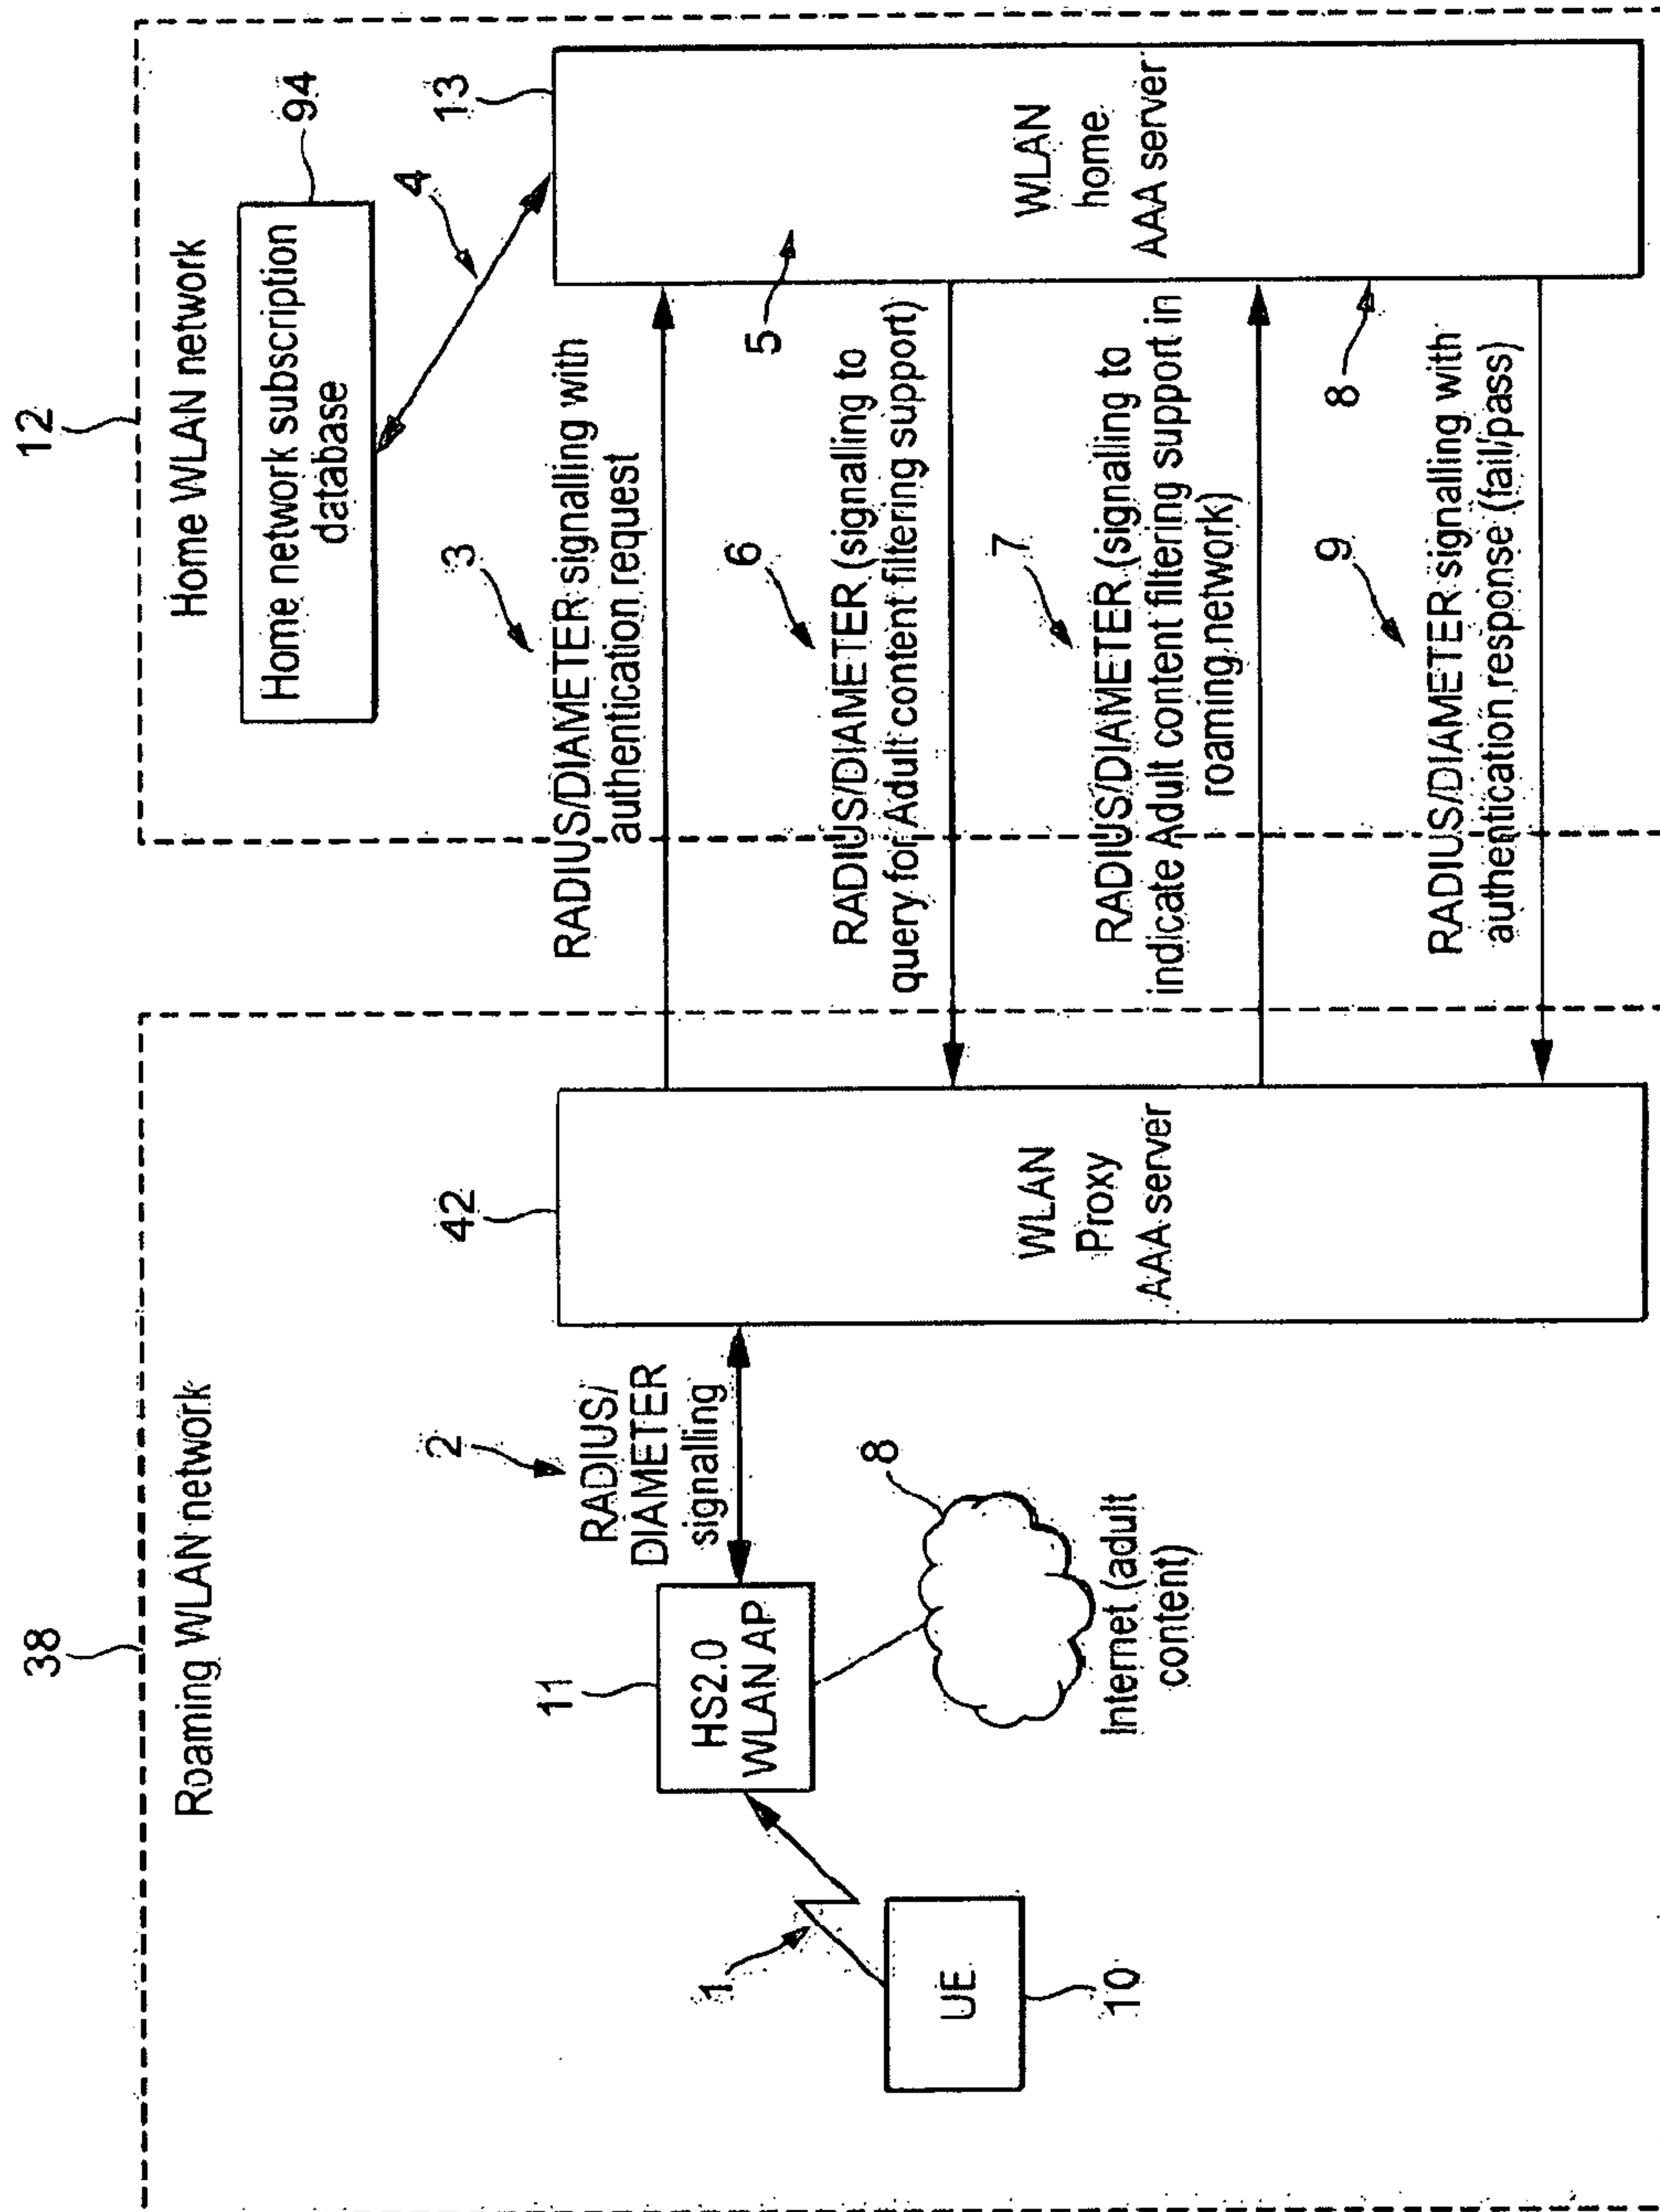 38
Roaming WLAN network
UE
10
1
11
HS2.0
WLAN AP
2
RADIUS/
DIAMETER
signalling
8
Internet (adult
content)
42
WLAN
Proxy
AAA server
12
Home WLAN network
Home network subscription
database
94
4
13
3
RADIUS/DIAMETER signalling with
authentication request
5
6
RADIUS/DIAMETER (signalling to
query for Adult content filtering support)
7
RADIUS/DIAMETER (signalling to
indicate Adult content filtering support in
roaming network)
8
9
RADIUS/DIAMETER signalling with
authentication response (fail/pass)
WLAN
home
AAA server